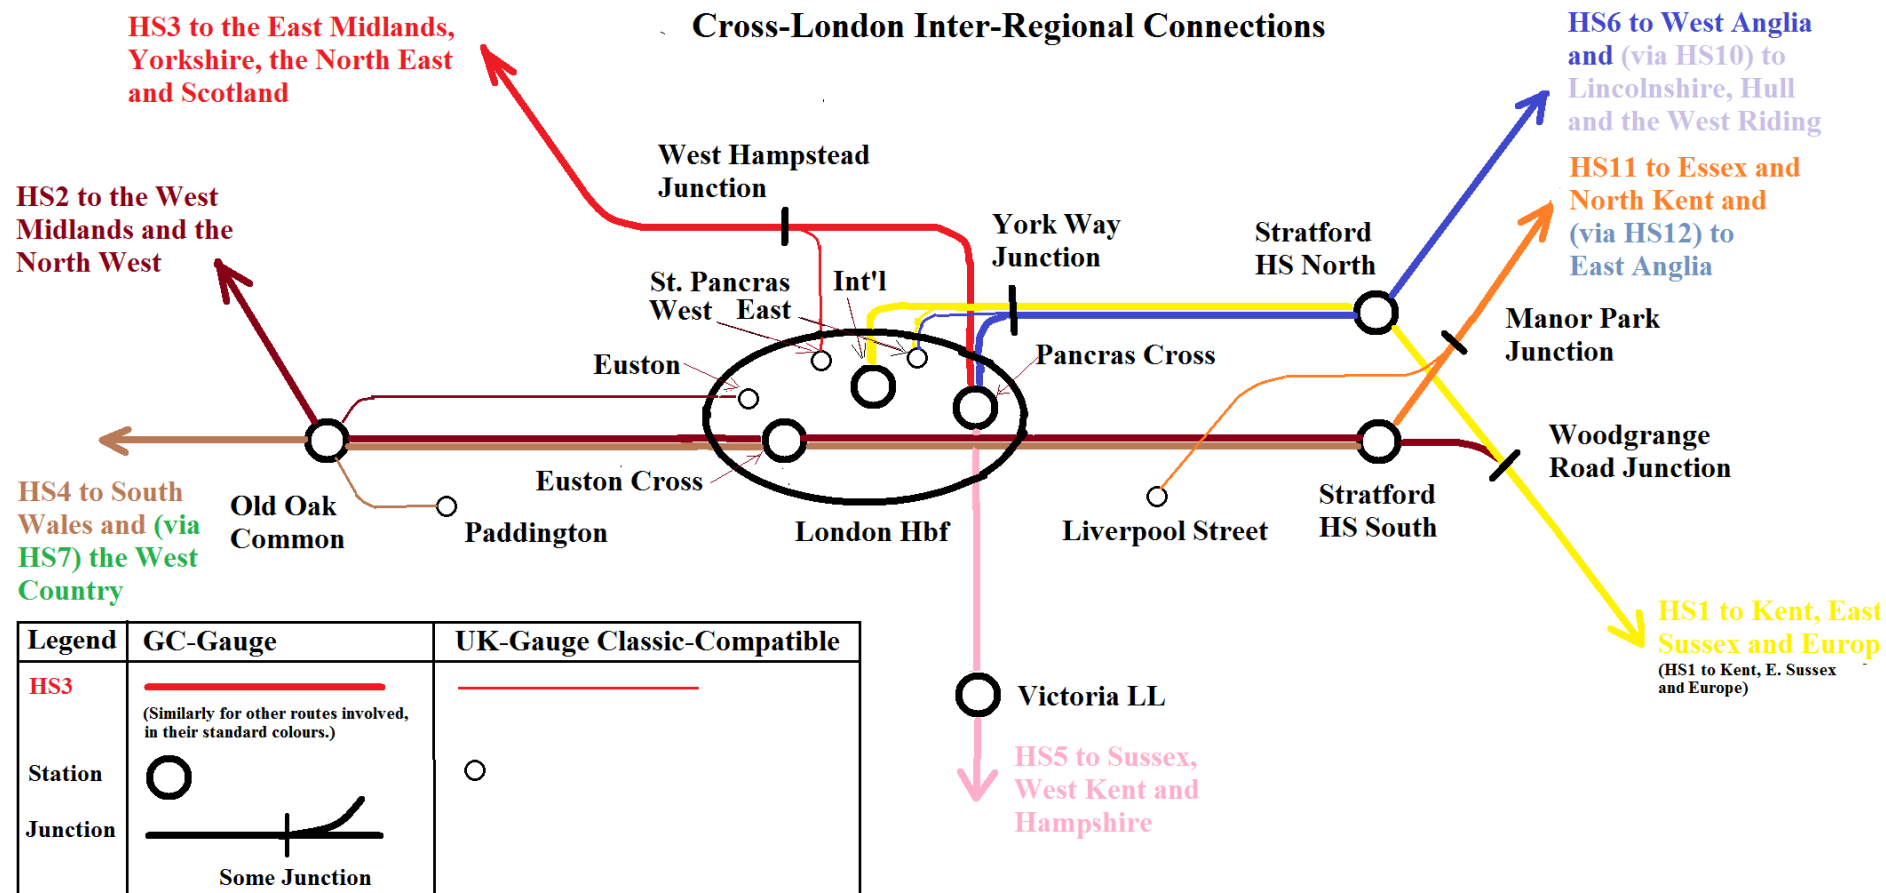 Cross-London Inter-Regional Connections
HS3 to the East Midlands,
Yorkshire, the North East
and Scotland
HS6 to West Anglia
and (via HS10) to
Lincolnshire, Hull
and the West Riding
West Hampstead
Junction
HS11 to Essex and
North Kent and
(via HS12) to
East Anglia
HS2 to the West
Midlands and the
North West
York Way
Junction
Stratford
HS North
St. Pancras
West
East
Int'l
Manor Park
Junction
Euston
Pancras Cross
Woodgrange
Road Junction
Euston Cross
HS4 to South
Wales and (via
HS7) the West
Country
Old Oak
Common
Paddington
London Hbf
Liverpool Street
Stratford
HS South
HS1 to Kent, East
Sussex and Europ
(HS1 to Kent, E. Sussex
and Europe)
Victoria LL
HS5 to Sussex,
West Kent and
Hampshire
Legend
GC-Gauge
UK-Gauge Classic-Compatible
HS3
(Similarly for other routes involved,
in their standard colours.)
Station
Junction
Some Junction